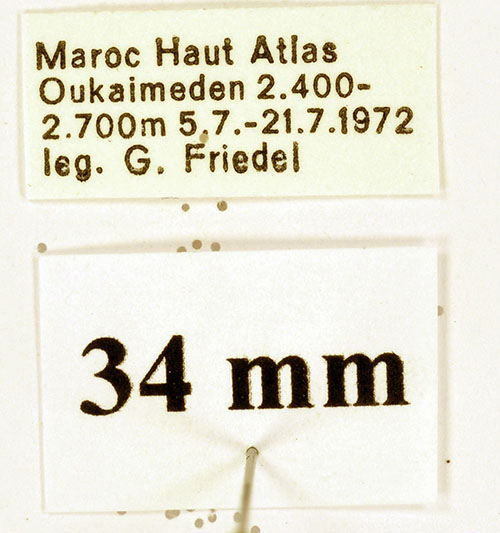 Maroc Haut Atlas
Oukaimeden 2.400-
2.700m 5.7.-21.7.1972
leg. G. Friedel
34 mm